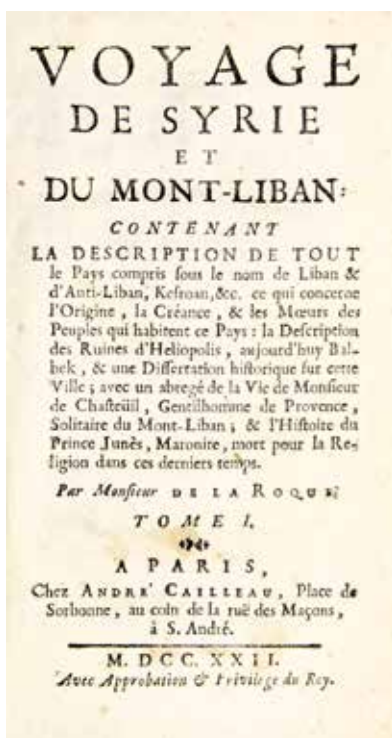 VOYAGE
DE SYRIE
ET
DU MONT-LIBAN:
CONTENANT
LA DESCRIPTION DE TOUT
le Pays compris sous le nom de Liban &
d'Anti-Liban, Kesroan, &c. ce qui concerne
l'Origine, la Créance, & les Mœurs des
Peuples qui habitent ce Pays : la Description
des Ruines d'Heliopolis, aujourd'huy Bal-
bek, & une Dissertation historique sur cette
Ville ; avec un abregé de la Vie de Monsieur
de Chasteüil, Gentilhomme de Provence,
Solitaire du Mont-Liban ; & l'Histoire du
Prince Junès, Maronite, mort pour la Re-
ligion dans ces derniers temps.
Par Monsieur DE LA ROQUE.
TOME I.
A PARIS,
Chez ANDRÉ CAILLEAU, Place de
Sorbonne, au coin de la ruë des Maçons,
à S. André.
M. DCC. XXII.
Avec Approbation & Privilege du Roy.